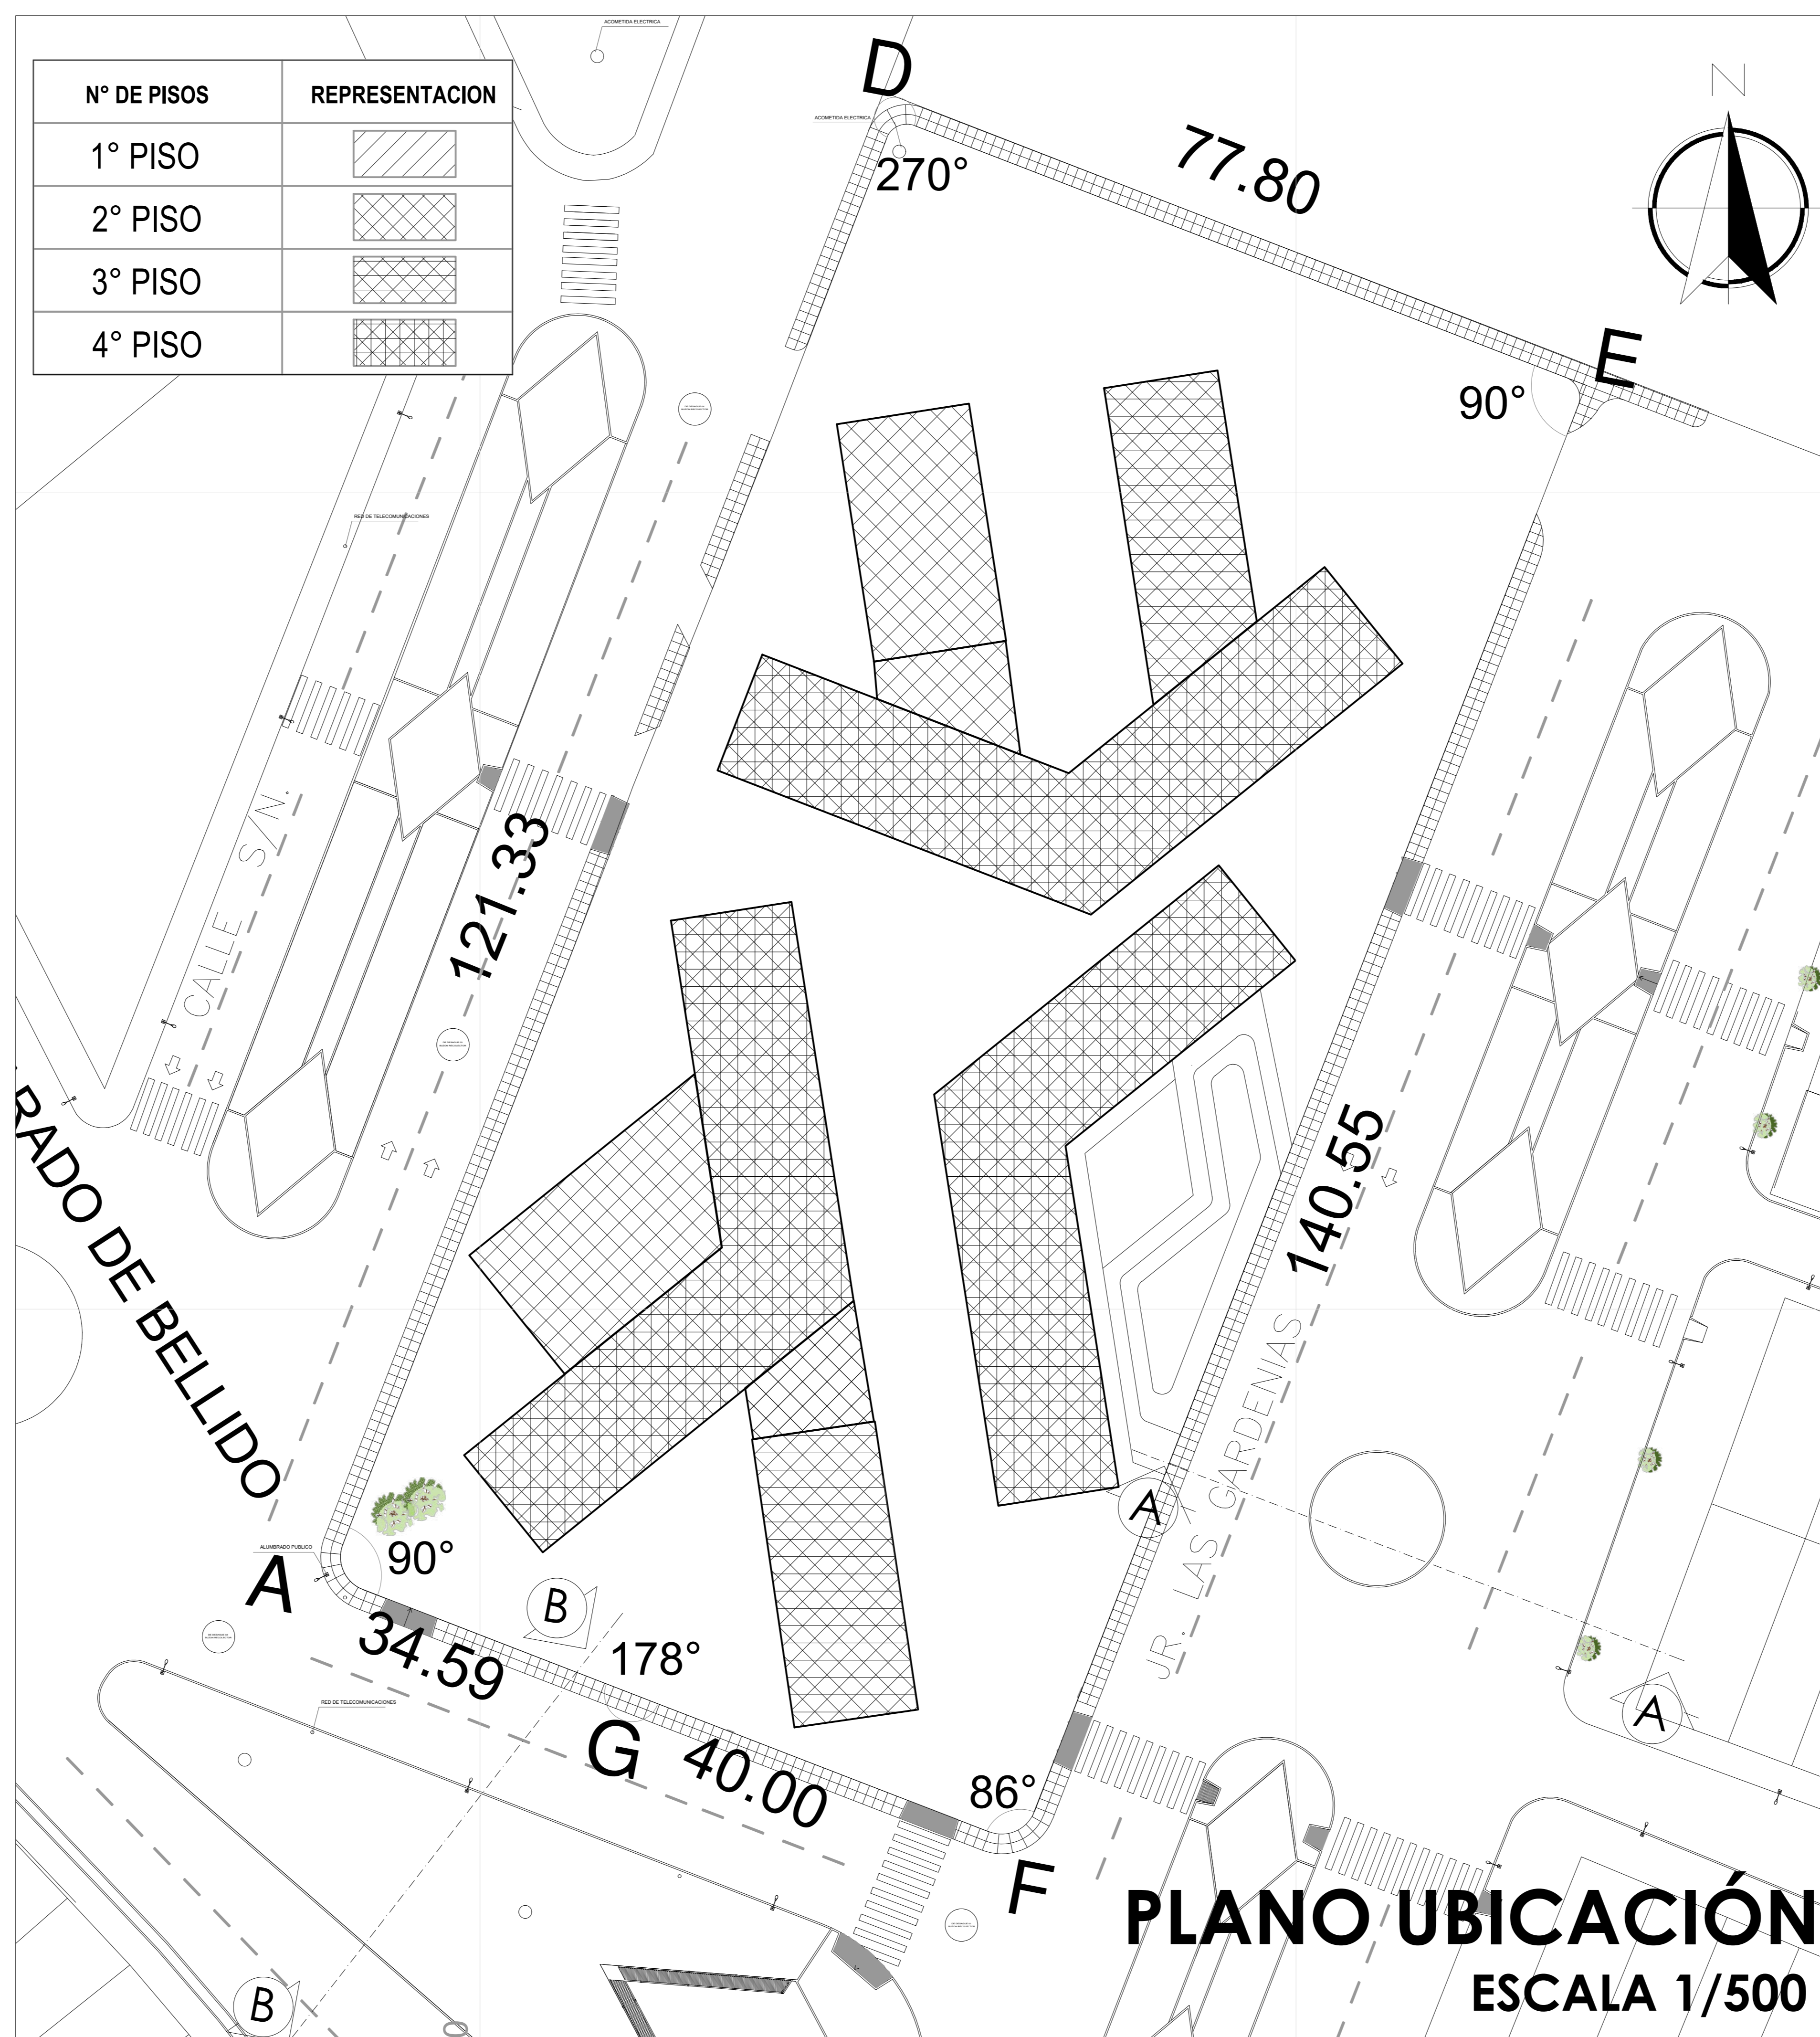 ACOMETIDA ELECTRICA
N° DE PISOS REPRESENTACION
1° PISO
2° PISO
3° PISO
4° PISO
D
ACOMETIDA ELECTRICA
270°
77.80
N
E
90°
RED DE TELECOMUNICACIONES
CALLE S/N.
121.33
RADO DE BELLIDO
140.55
JR. LAS GARDENIAS
A
ALUMBRADO PUBLICO
A
90°
B
34.59
178°
RED DE TELECOMUNICACIONES
G
40.00
86°
A
F
PLANO UBICACIÓN
ESCALA 1/500
B